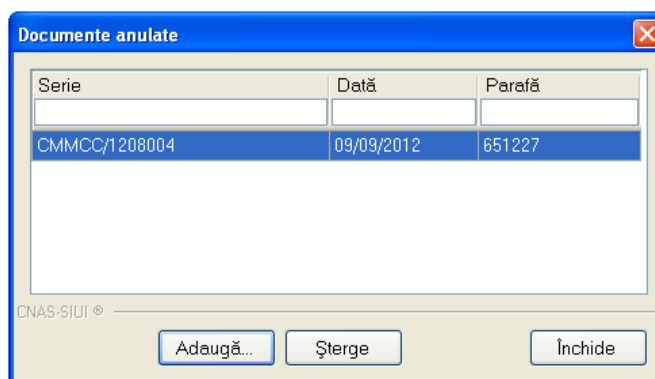 Documente anulate
Serie Dată Parafă
CMMCC/1208004 09/09/2012 651227
CNAS-SIUI ®
Adaugă... Şterge Închide